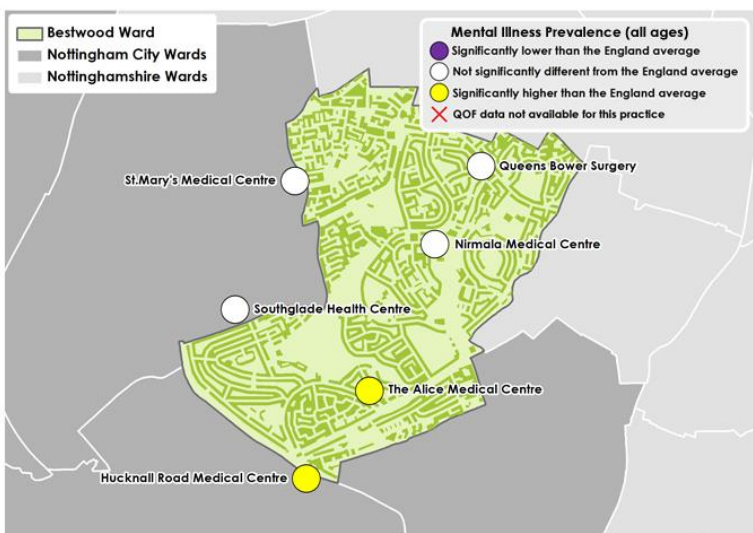 Bestwood Ward
Nottingham City Wards
Nottinghamshire Wards
Mental Illness Prevalence (all ages)
Significantly lower than the England average
Not significantly different from the England average
Significantly higher than the England average
QOF data not available for this practice
Queens Bower Surgery
St.Mary's Medical Centre
Nirmala Medical Centre
Southglade Health Centre
The Alice Medical Centre
Hucknall Road Medical Centre